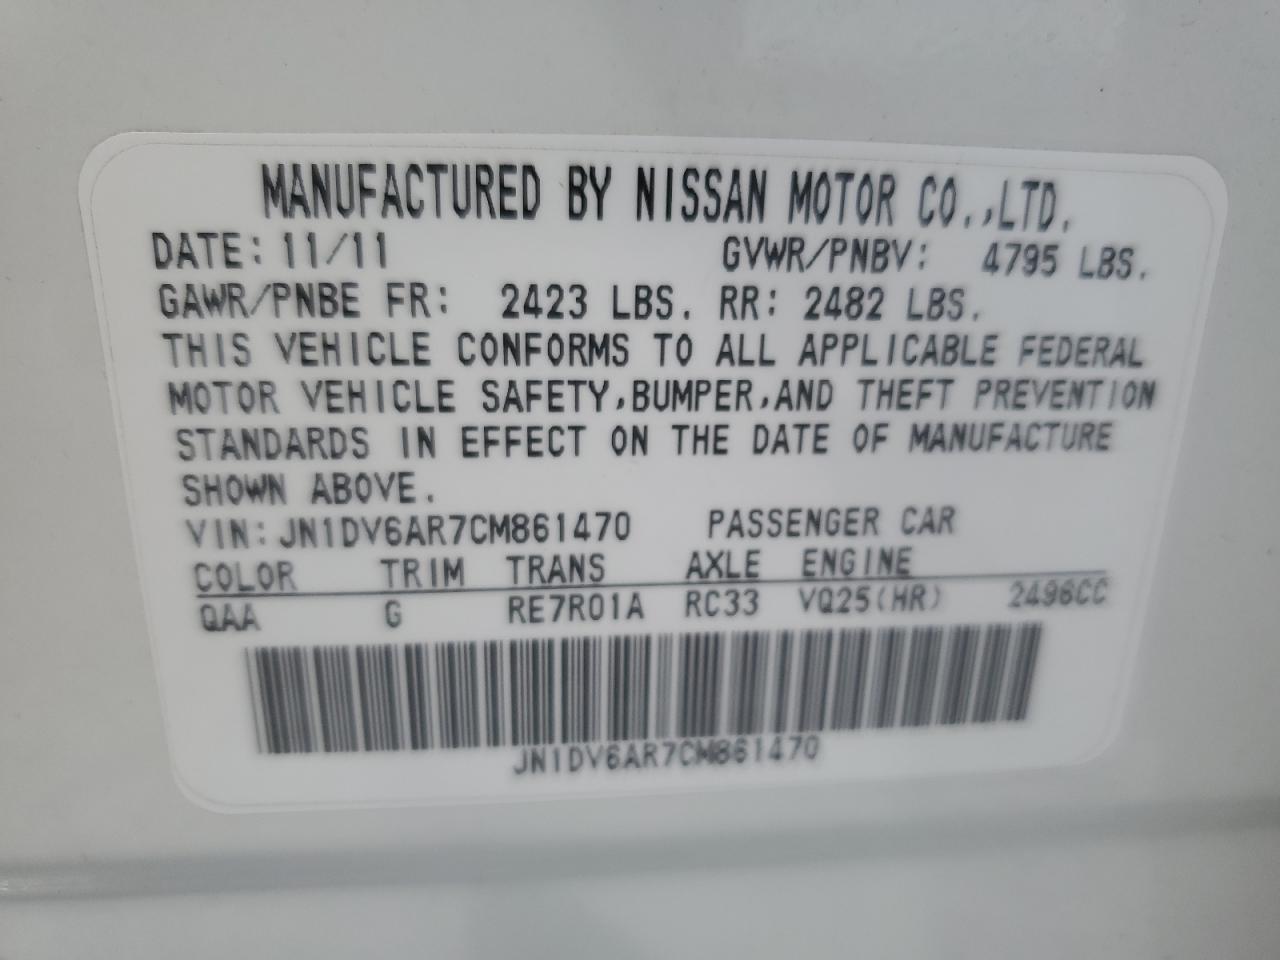 MANUFACTURED BY NISSAN MOTOR CO.,LTD.
DATE: 11/11 GVWR/PNBV: 4795 LBS.
GAWR/PNBE FR: 2423 LBS. RR: 2482 LBS.
THIS VEHICLE CONFORMS TO ALL APPLICABLE FEDERAL
MOTOR VEHICLE SAFETY,BUMPER,AND THEFT PREVENTION
STANDARDS IN EFFECT ON THE DATE OF MANUFACTURE
SHOWN ABOVE.
VIN: JN1DV6AR7CM861470 PASSENGER CAR
COLOR TRIM TRANS AXLE ENGINE
QAA G RE7R01A RC33 VQ25(HR) 2496CC
JN1DV6AR7CM861470